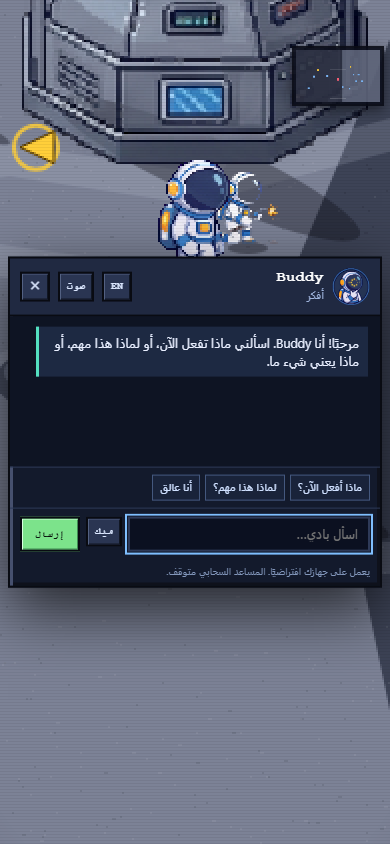 Buddy
أفكر
EN
صوت
✕
مرحبًا! أنا Buddy. اسألني ماذا تفعل الآن، أو لماذا هذا مهم، أو
ماذا يعني شيء ما.
ماذا أفعل الآن؟
لماذا هذا مهم؟
أنا عالق
اسأل بادي...
ميك
إرسال
يعمل على جهازك افتراضيًا. المساعد السحابي متوقف.